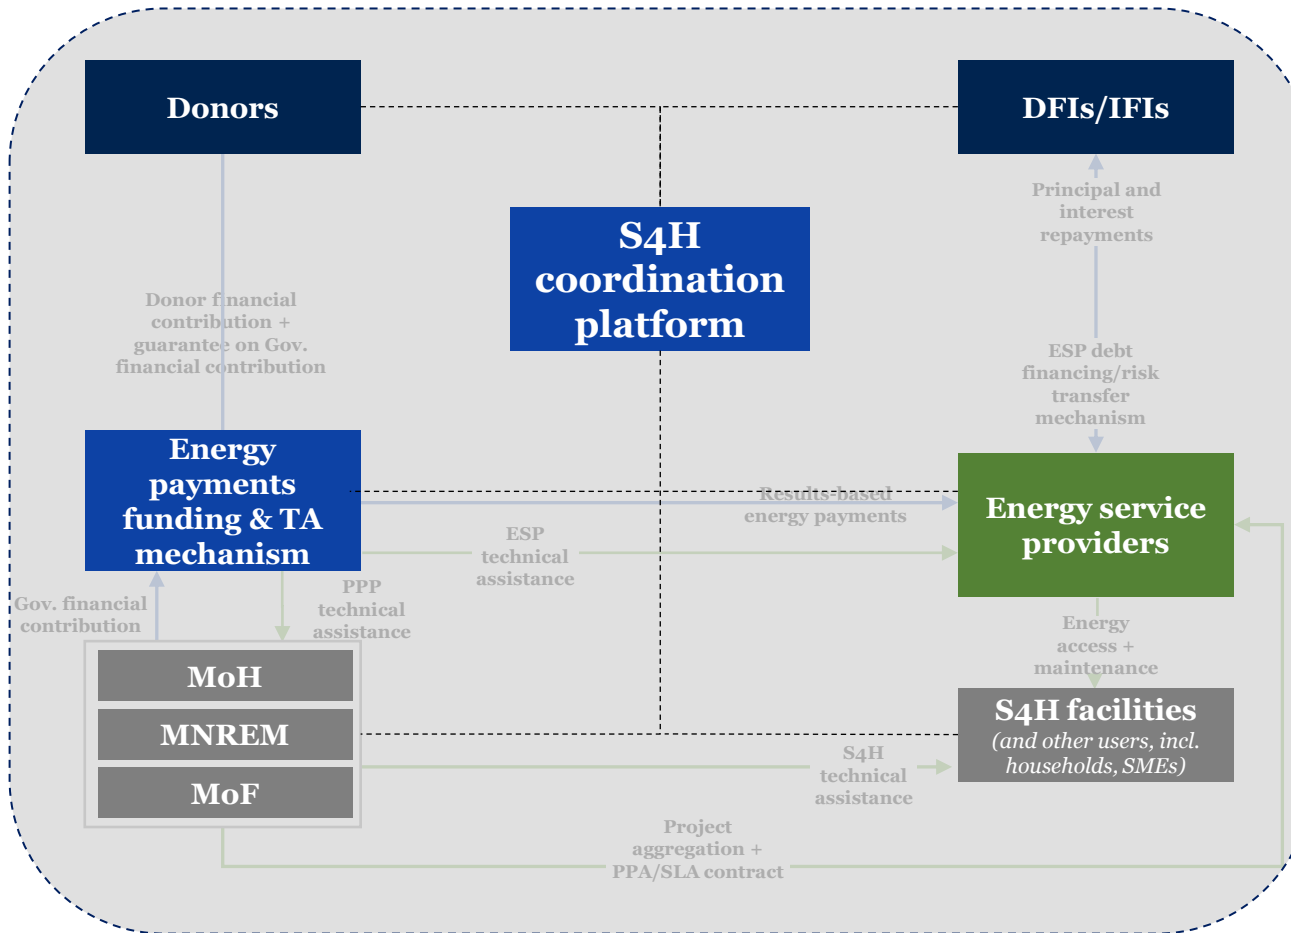 Donors
DFIs/IFIs
Principal and
interest
repayments
S4H
coordination
platform
Donor financial
contribution +
guarantee on Gov.
financial contribution
ESP debt
financing/risk
transfer
mechanism
Energy
payments
funding & TA
mechanism
Results-based
energy payments
Energy service
providers
ESP
technical
assistance
Gov. financial
contribution
PPP
technical
assistance
Energy
access +
maintenance
MoH
MNREM
MoF
S4H facilities
(and other users, incl.
households, SMEs)
S4H
technical
assistance
Project
aggregation +
PPA/SLA contract